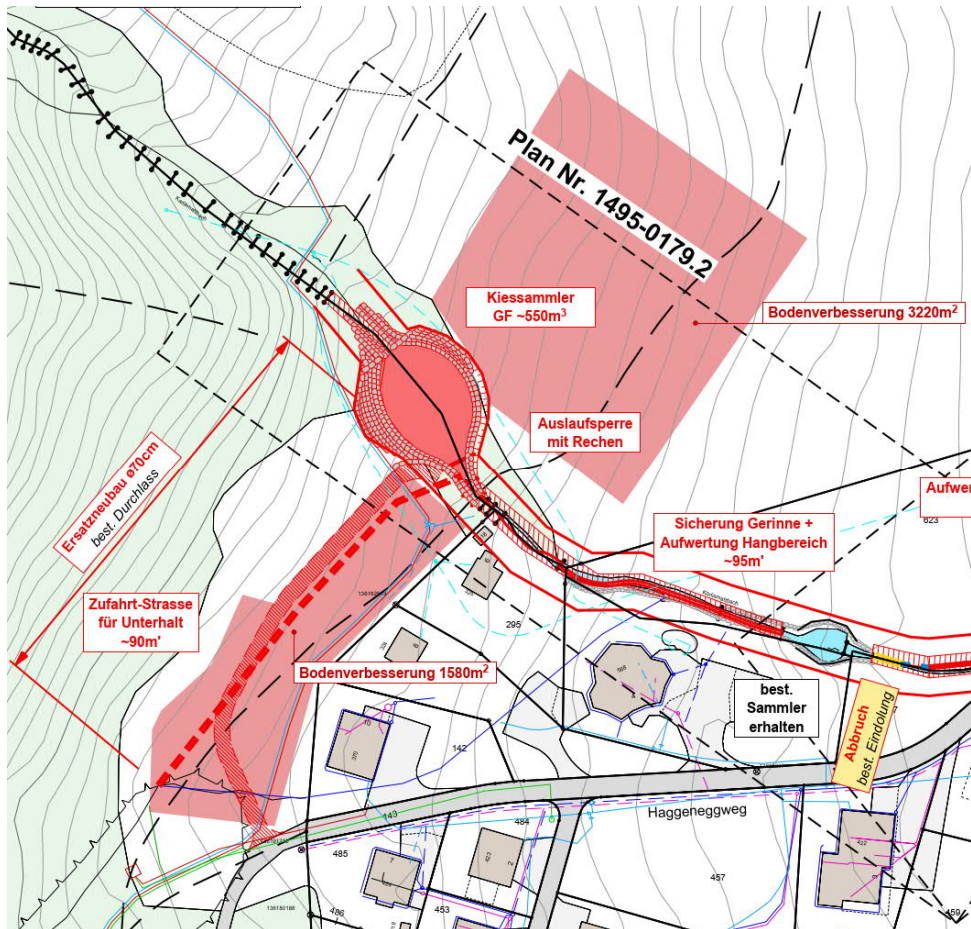 Plan Nr. 1495-0179.2
Kiessammler
GF ~550m³
Bodenverbesserung 3220m²
Auslaufsperre
mit Rechen
Ersatzneubau ø70cm
best. Durchlass
Aufwer
623
Sicherung Gerinne +
Aufwertung Hangbereich
~95m'
Zufahrt-Strasse
für Unterhalt
~90m'
295
Bodenverbesserung 1580m²
best.
Sammler
erhalten
Abbruch
best. Eindolung
142
Haggeneggweg
143
484
485
457
422
486
453
459